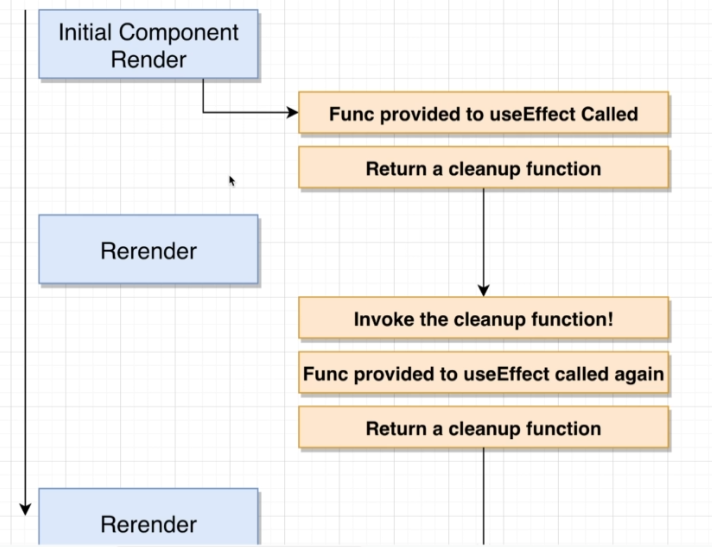 Initial Component
Render
Func provided to useEffect Called
Return a cleanup function
Rerender
Invoke the cleanup function!
Func provided to useEffect called again
Return a cleanup function
Rerender